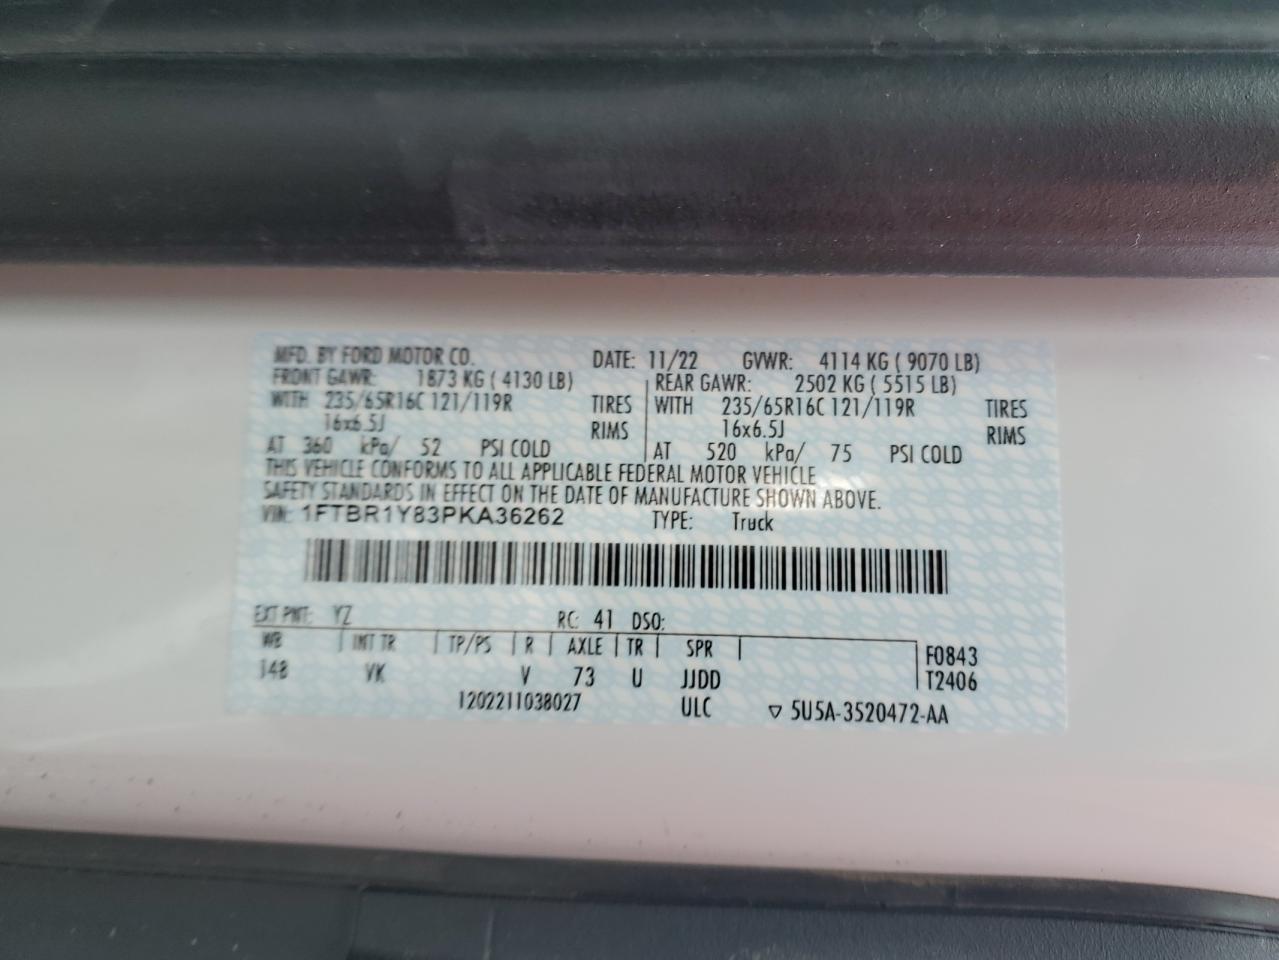 MFD. BY FORD MOTOR CO. DATE: 11/22 GVWR: 4114 KG ( 9070 LB)
FRONT GAWR: 1873 KG ( 4130 LB) REAR GAWR: 2502 KG ( 5515 LB)
WITH 235/65R16C 121/119R TIRES WITH 235/65R16C 121/119R TIRES
16x6.5J RIMS 16x6.5J RIMS
AT 360 kPa/ 52 PSI COLD AT 520 kPa/ 75 PSI COLD
THIS VEHICLE CONFORMS TO ALL APPLICABLE FEDERAL MOTOR VEHICLE
SAFETY STANDARDS IN EFFECT ON THE DATE OF MANUFACTURE SHOWN ABOVE.
VIN: 1FTBR1Y83PKA36262 TYPE: Truck
EXT PNT: YZ RC: 41 DSO:
WB INT TR TP/PS R AXLE TR SPR F0843
148 VK V 73 U JJDD T2406
1202211038027 ULC ▽ 5U5A-3520472-AA